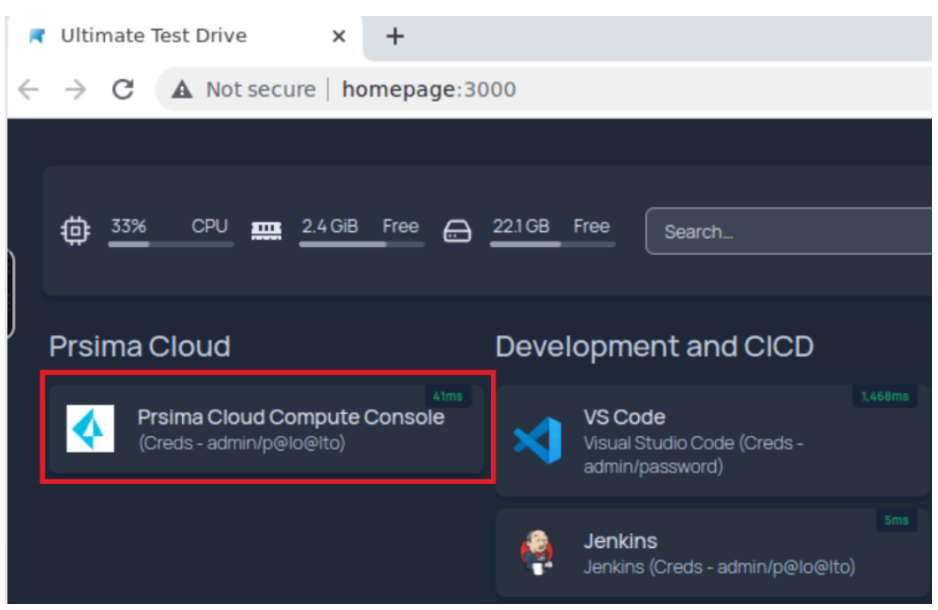 Ultimate Test Drive
Not secure | homepage:3000
33% CPU 2.4 GiB Free 22.1 GB Free Search...
Prsima Cloud
41ms
Prsima Cloud Compute Console
(Creds - admin/p@lo@lto)
Development and CICD
1,468ms
VS Code
Visual Studio Code (Creds -
admin/password)
5ms
Jenkins
Jenkins (Creds - admin/p@lo@lto)